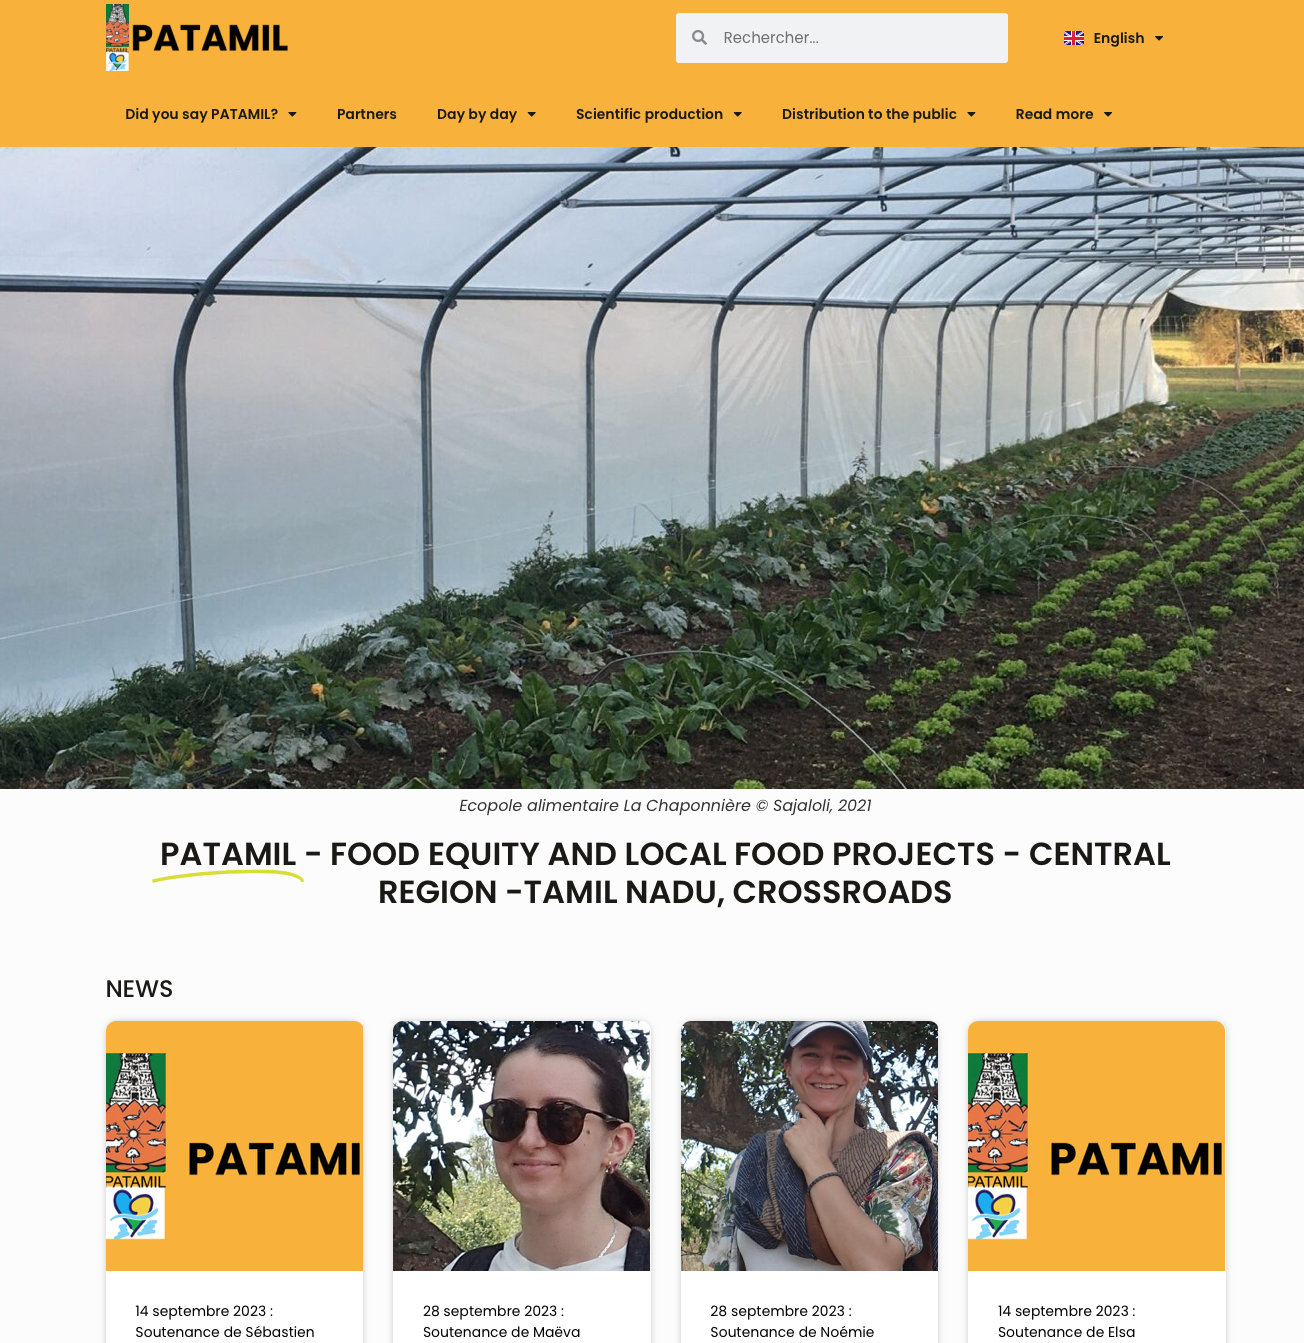 PATAMIL
PATAMIL
Rechercher...
English
Did you say PATAMIL?
Partners
Day by day
Scientific production
Distribution to the public
Read more
Ecopole alimentaire La Chaponnière © Sajaloli, 2021
PATAMIL - FOOD EQUITY AND LOCAL FOOD PROJECTS - CENTRAL
REGION -TAMIL NADU, CROSSROADS
NEWS
PATAMI
PATAMIL
14 septembre 2023 :
Soutenance de Sébastien
28 septembre 2023 :
Soutenance de Maëva
28 septembre 2023 :
Soutenance de Noémie
PATAMI
PATAMIL
14 septembre 2023 :
Soutenance de Elsa